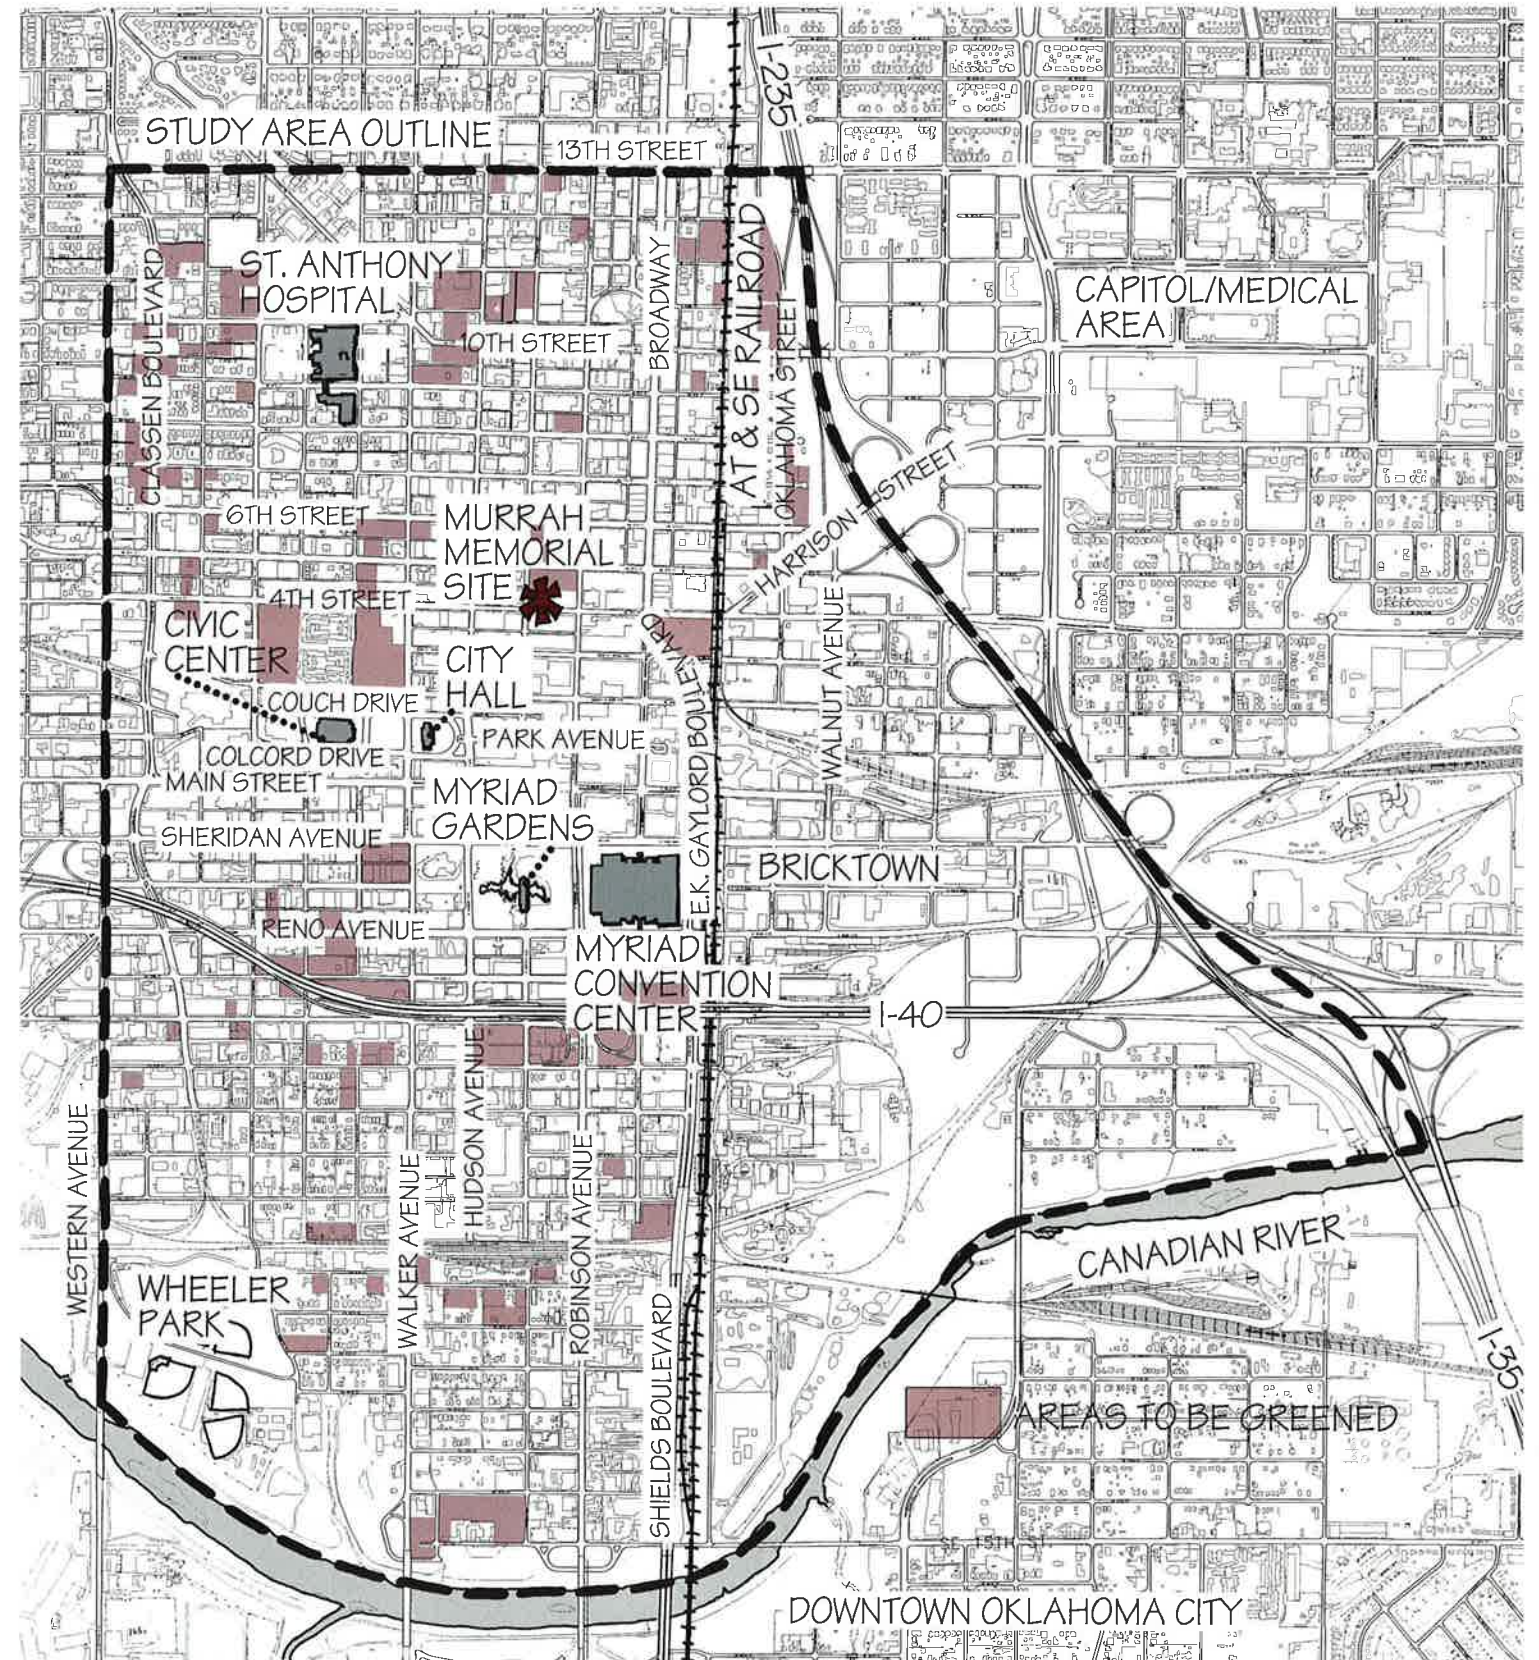 I-235
STUDY AREA OUTLINE
13TH STREET
CLASSEN BOULEVARD
ST. ANTHONY
HOSPITAL
BROADWAY
AT & SE RAILROAD
OKLAHOMA STREET
CAPITOL/MEDICAL
AREA
10TH STREET
6TH STREET
MURRAH
MEMORIAL
SITE
HARRISON STREET
4TH STREET
CIVIC
CENTER
CITY
HALL
E.K. GAYLORD BOULEVARD
WALNUT AVENUE
COUCH DRIVE
PARK AVENUE
COLCORD DRIVE
MAIN STREET
MYRIAD
GARDENS
SHERIDAN AVENUE
BRICKTOWN
RENO AVENUE
MYRIAD
CONVENTION
CENTER
I-40
WESTERN AVENUE
WALKER AVENUE
HUDSON AVENUE
ROBINSON AVENUE
SHIELDS BOULEVARD
CANADIAN RIVER
WHEELER
PARK
I-35
AREAS TO BE GREENED
SE 15TH ST.
DOWNTOWN OKLAHOMA CITY